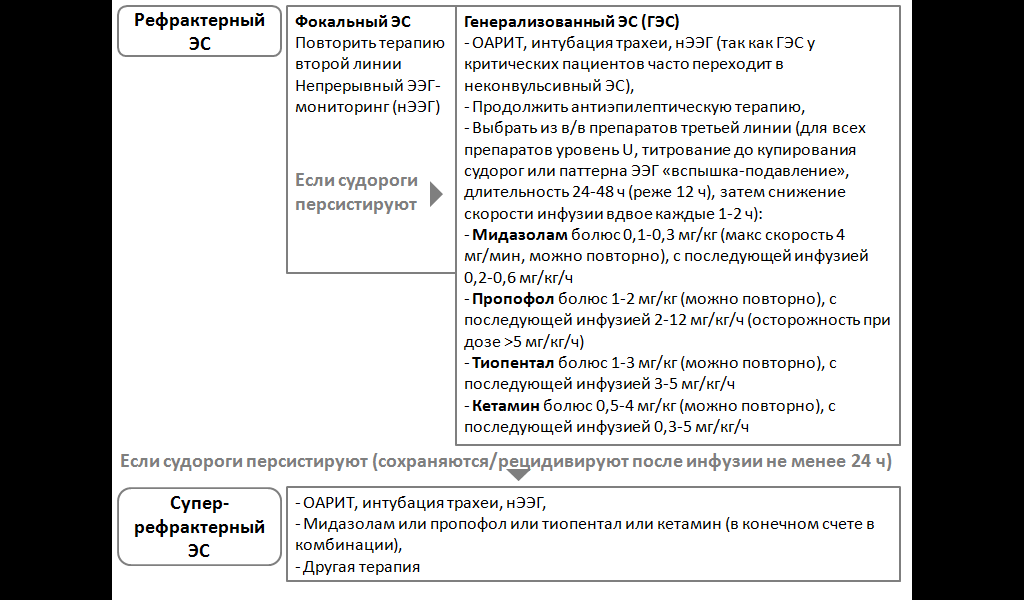 Рефрактерный
ЭС
Фокальный ЭС
Повторить терапию
второй линии
Непрерывный ЭЭГ-
мониторинг (нЭЭГ)
Если судороги
персистируют
Генерализованный ЭС (ГЭС)
- ОАРИТ, интубация трахеи, нЭЭГ (так как ГЭС у
критических пациентов часто переходит в
неконвульсивный ЭС),
- Продолжить антиэпилептическую терапию,
- Выбрать из в/в препаратов третьей линии (для всех
препаратов уровень U, титрование до купирования
судорог или паттерна ЭЭГ «вспышка-подавление»,
длительность 24-48 ч (реже 12 ч), затем снижение
скорости инфузии вдвое каждые 1-2 ч):
- Мидазолам болюс 0,1-0,3 мг/кг (макс скорость 4
мг/мин, можно повторно), с последующей инфузией
0,2-0,6 мг/кг/ч
- Пропофол болюс 1-2 мг/кг (можно повторно), с
последующей инфузией 2-12 мг/кг/ч (осторожность при
дозе >5 мг/кг/ч)
- Тиопентал болюс 1-3 мг/кг (можно повторно), с
последующей инфузией 3-5 мг/кг/ч
- Кетамин болюс 0,5-4 мг/кг (можно повторно), с
последующей инфузией 0,3-5 мг/кг/ч
Если судороги персистируют (сохраняются/рецидивируют после инфузии не менее 24 ч)
Супер-
рефрактерный
ЭС
- ОАРИТ, интубация трахеи, нЭЭГ,
- Мидазолам или пропофол или тиопентал или кетамин (в конечном счете в
комбинации),
- Другая терапия